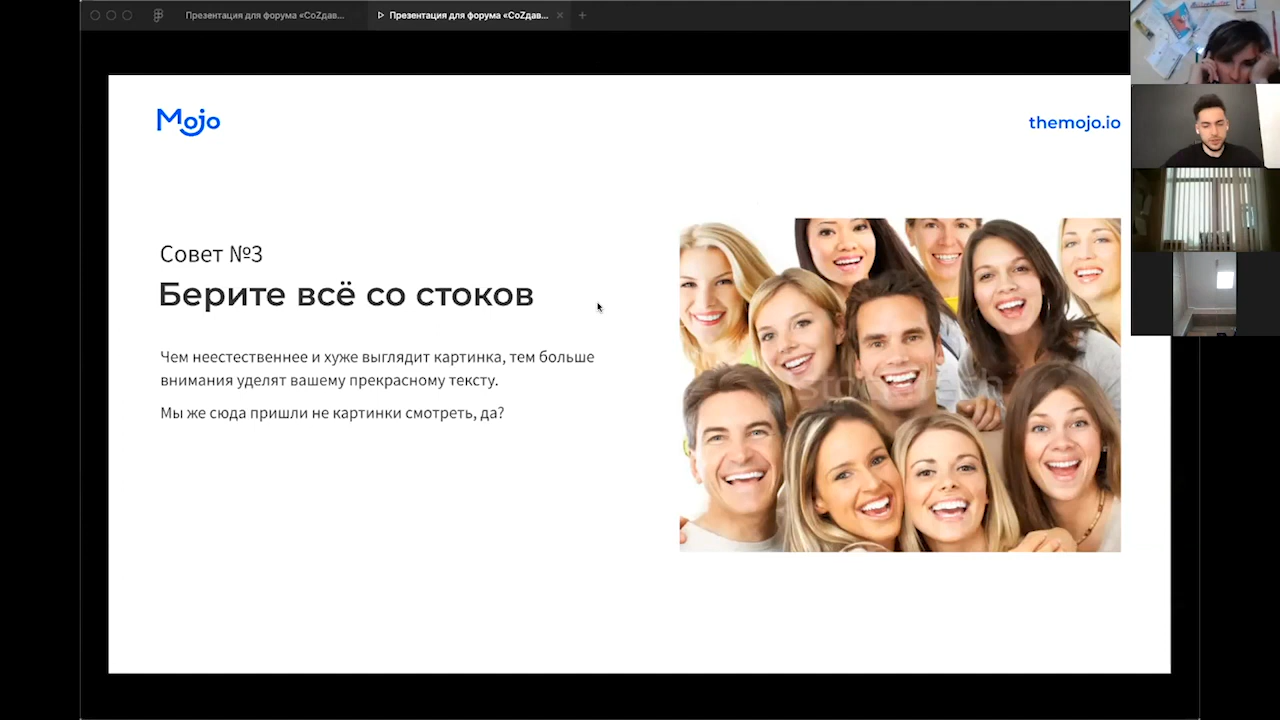 Презентация для форума «CoZдав...
Презентация для форума «CoZдав...
Mojo
themojo.io
Совет №3
Берите всё со стоков
Чем неестественнее и хуже выглядит картинка, тем больше
внимания уделят вашему прекрасному тексту.
Мы же сюда пришли не картинки смотреть, да?